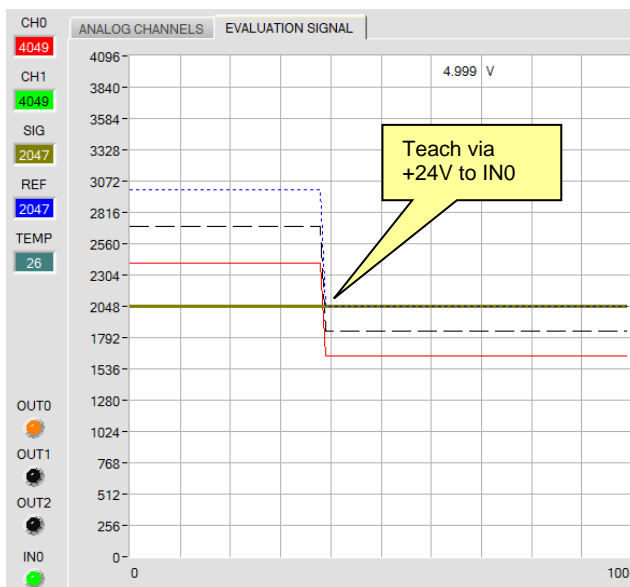 CH0
4049
CH1
4049
SIG
2047
REF
2047
TEMP
26
OUT0
OUT1
OUT2
IN0
ANALOG CHANNELS
EVALUATION SIGNAL
4.999 V
Teach via
+24V to IN0
4096
3840
3584
3328
3072
2816
2560
2304
2048
1792
1536
1280
1024
768
512
256
0
0
100